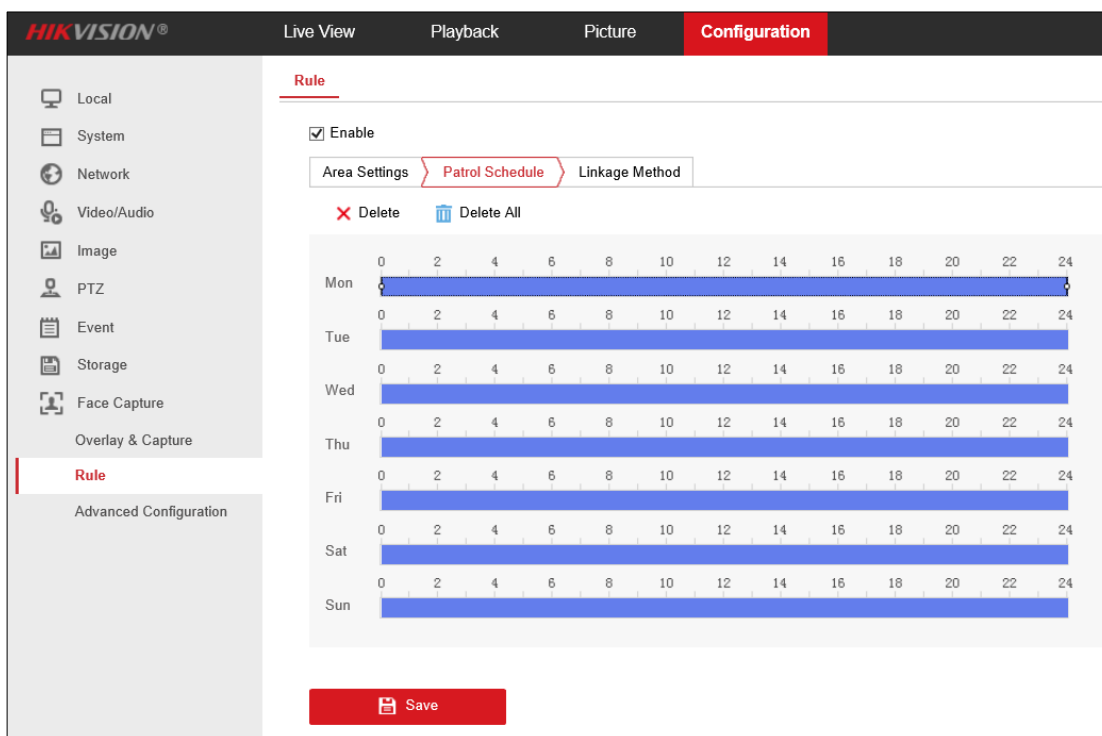 HIKVISION® Live View Playback Picture Configuration
Rule
Local
System
Network
Video/Audio
Image
PTZ
Event
Storage
Face Capture
Overlay & Capture
Rule
Advanced Configuration
Enable
Area Settings Patrol Schedule Linkage Method
Delete Delete All
0 2 4 6 8 10 12 14 16 18 20 22 24
Mon
0 2 4 6 8 10 12 14 16 18 20 22 24
Tue
0 2 4 6 8 10 12 14 16 18 20 22 24
Wed
0 2 4 6 8 10 12 14 16 18 20 22 24
Thu
0 2 4 6 8 10 12 14 16 18 20 22 24
Fri
0 2 4 6 8 10 12 14 16 18 20 22 24
Sat
0 2 4 6 8 10 12 14 16 18 20 22 24
Sun
Save